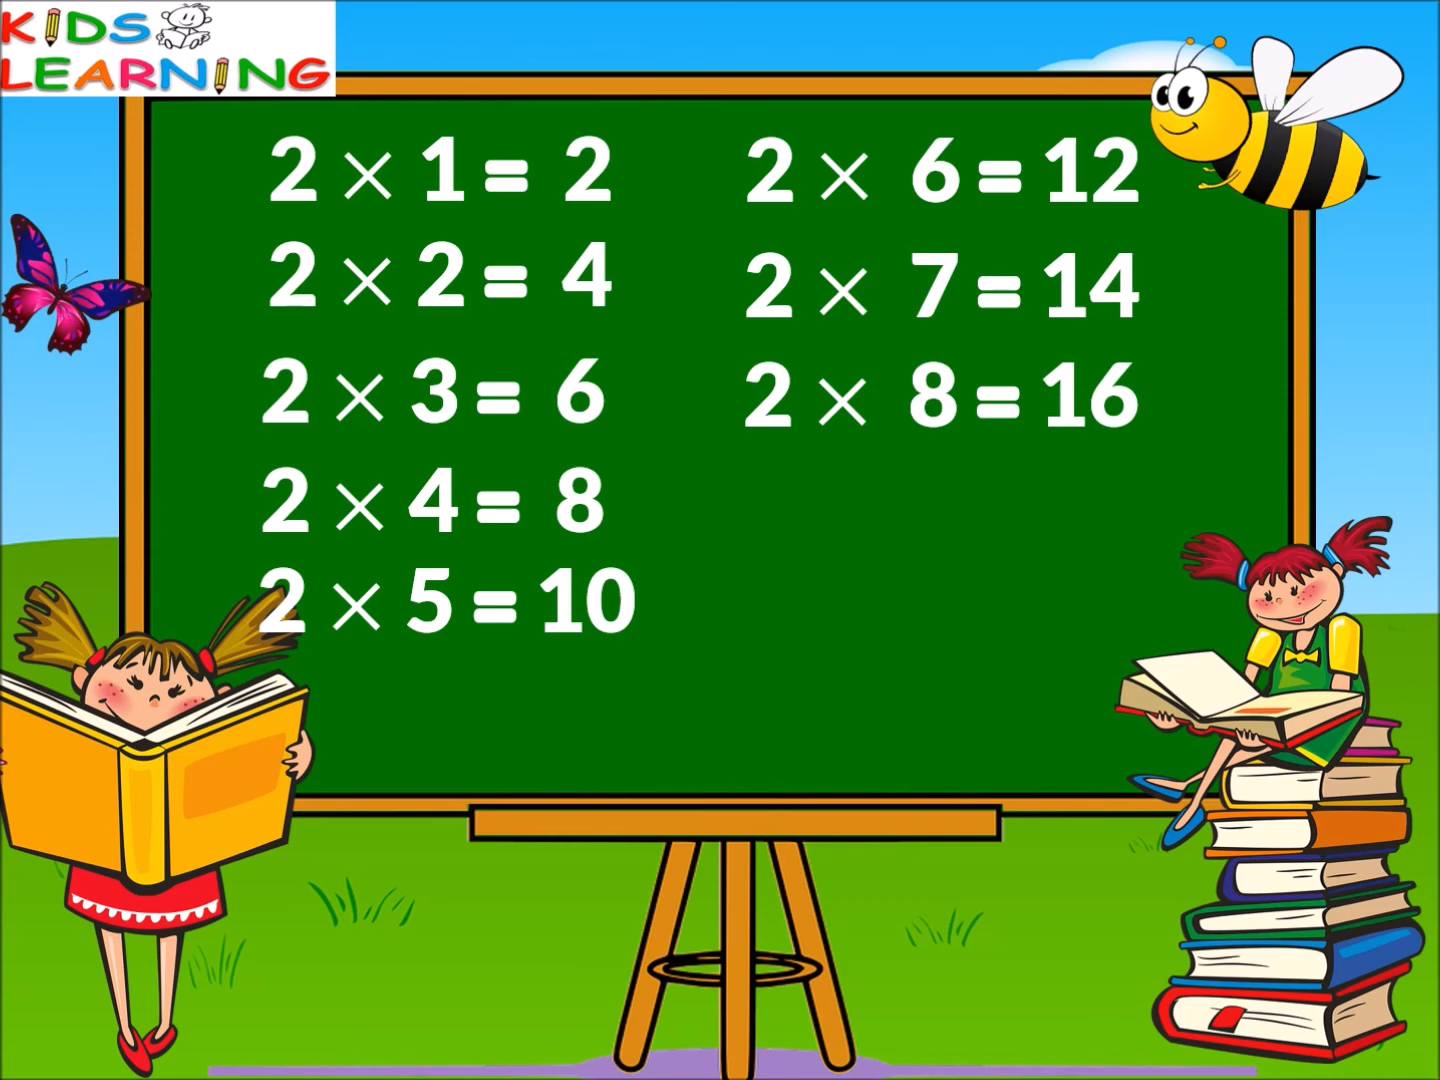 KIDS
LEARNING
2 × 1 = 2
2 × 2 = 4
2 × 3 = 6
2 × 4 = 8
2 × 5 = 10
2 × 6 = 12
2 × 7 = 14
2 × 8 = 16